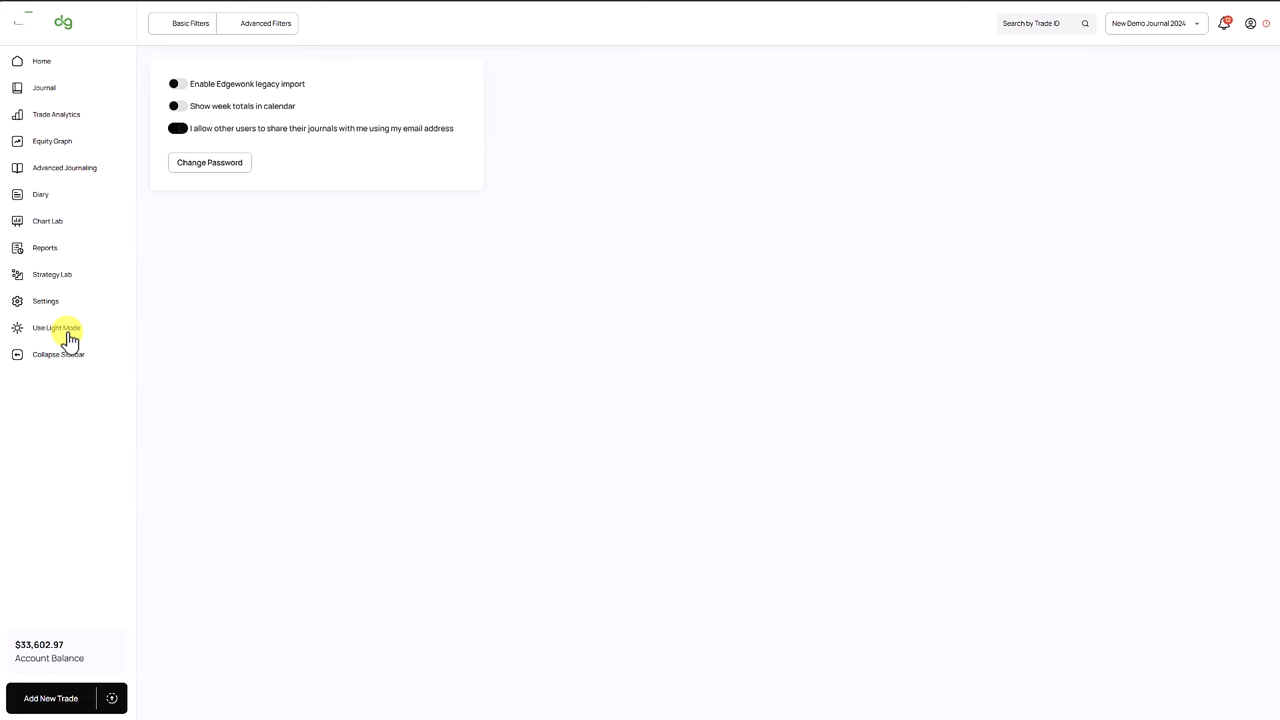 Basic Filters
Advanced Filters
Search by Trade ID
New Demo Journal 2024
12
Home
Journal
Trade Analytics
Equity Graph
Advanced Journaling
Diary
Chart Lab
Reports
Strategy Lab
Settings
Use Light Mode
Collapse Sidebar
Enable Edgewonk legacy import
Show week totals in calendar
I allow other users to share their journals with me using my email address
Change Password
$33,602.97
Account Balance
Add New Trade